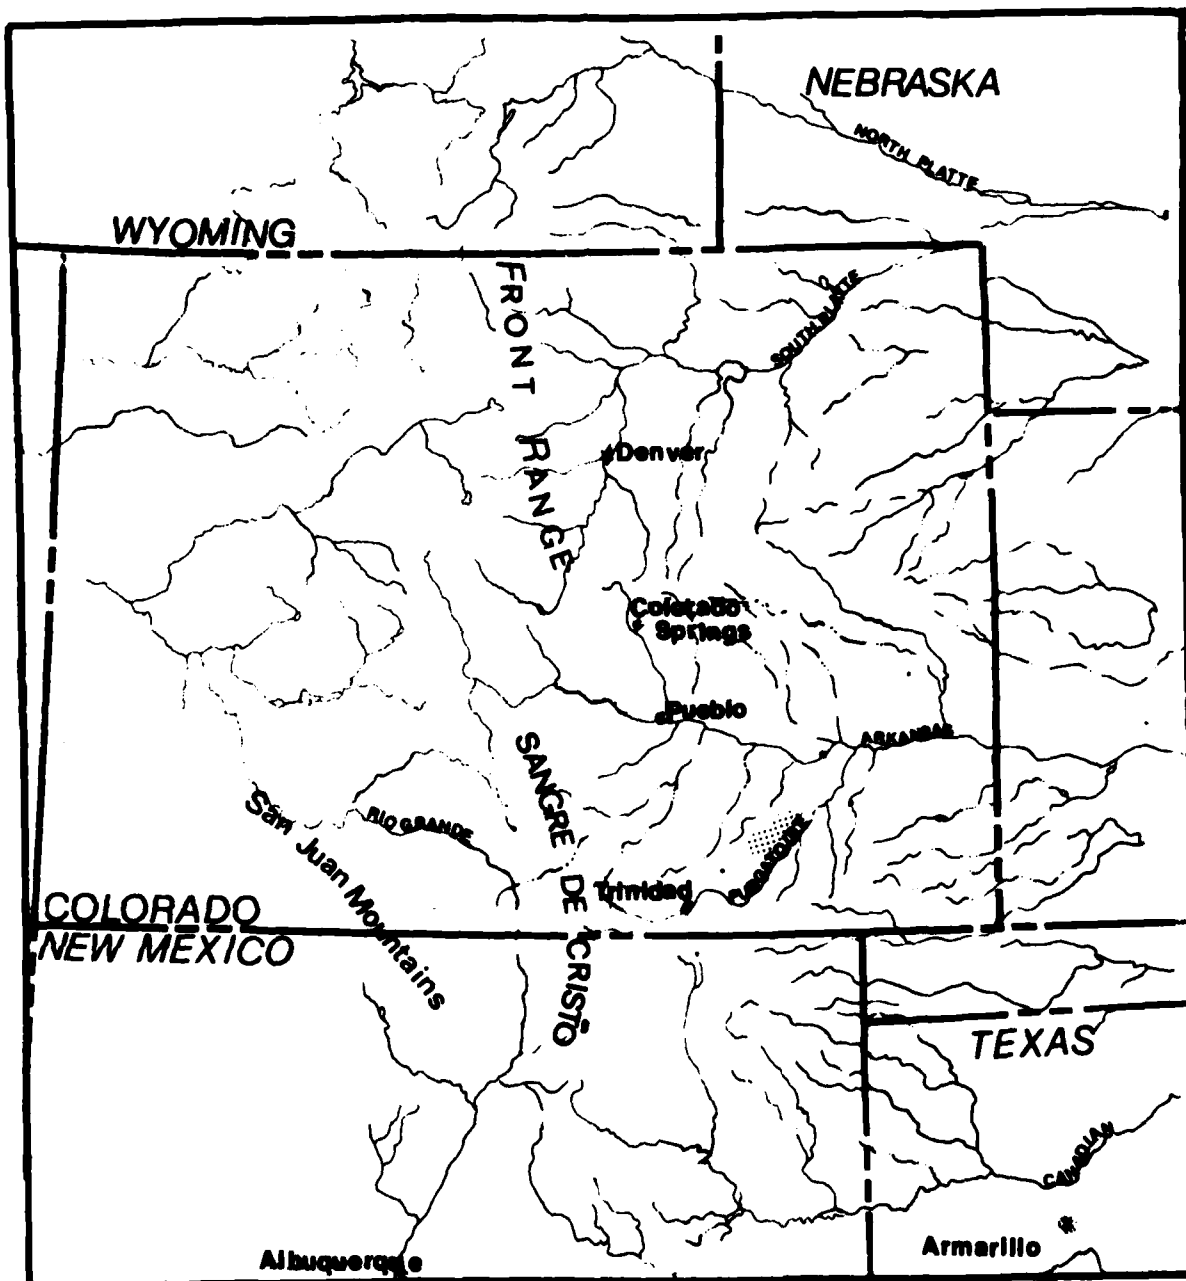 NEBRASKA
NORTH PLATTE
WYOMING
FRONT RANGE
SOUTH PLATTE
Denver
Colorado
Springs
Pueblo
ARKANSAS
SANGRE DE CRISTO
San Juan Mountains
RIO GRANDE
PURGATOIRE
Trinidad
COLORADO
NEW MEXICO
TEXAS
CANADIAN
Armarillo
Albuquerque